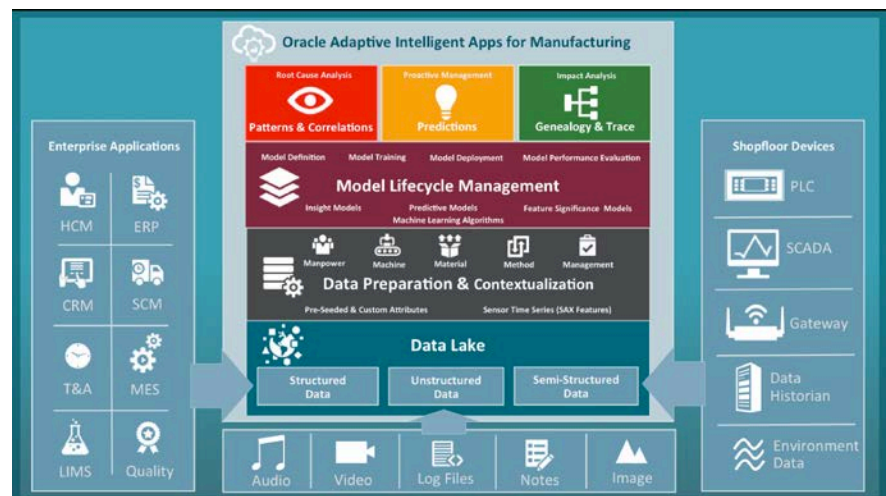 Oracle Adaptive Intelligent Apps for Manufacturing
Root Cause Analysis
Patterns & Correlations
Proactive Management
Predictions
Impact Analysis
Genealogy & Trace
Model Definition
Model Training
Model Deployment
Model Performance Evaluation
Model Lifecycle Management
Insight Models
Predictive Models
Machine Learning Algorithms
Feature Significance Models
Manpower
Machine
Material
Method
Management
Data Preparation & Contextualization
Pre-Seeded & Custom Attributes
Sensor Time Series (SAX Features)
Data Lake
Structured
Data
Unstructured
Data
Semi-Structured
Data
Enterprise Applications
HCM
ERP
CRM
SCM
T&A
MES
LIMS
Quality
Audio
Video
Log Files
Notes
Image
Shopfloor Devices
PLC
SCADA
Gateway
Data
Historian
Environment
Data